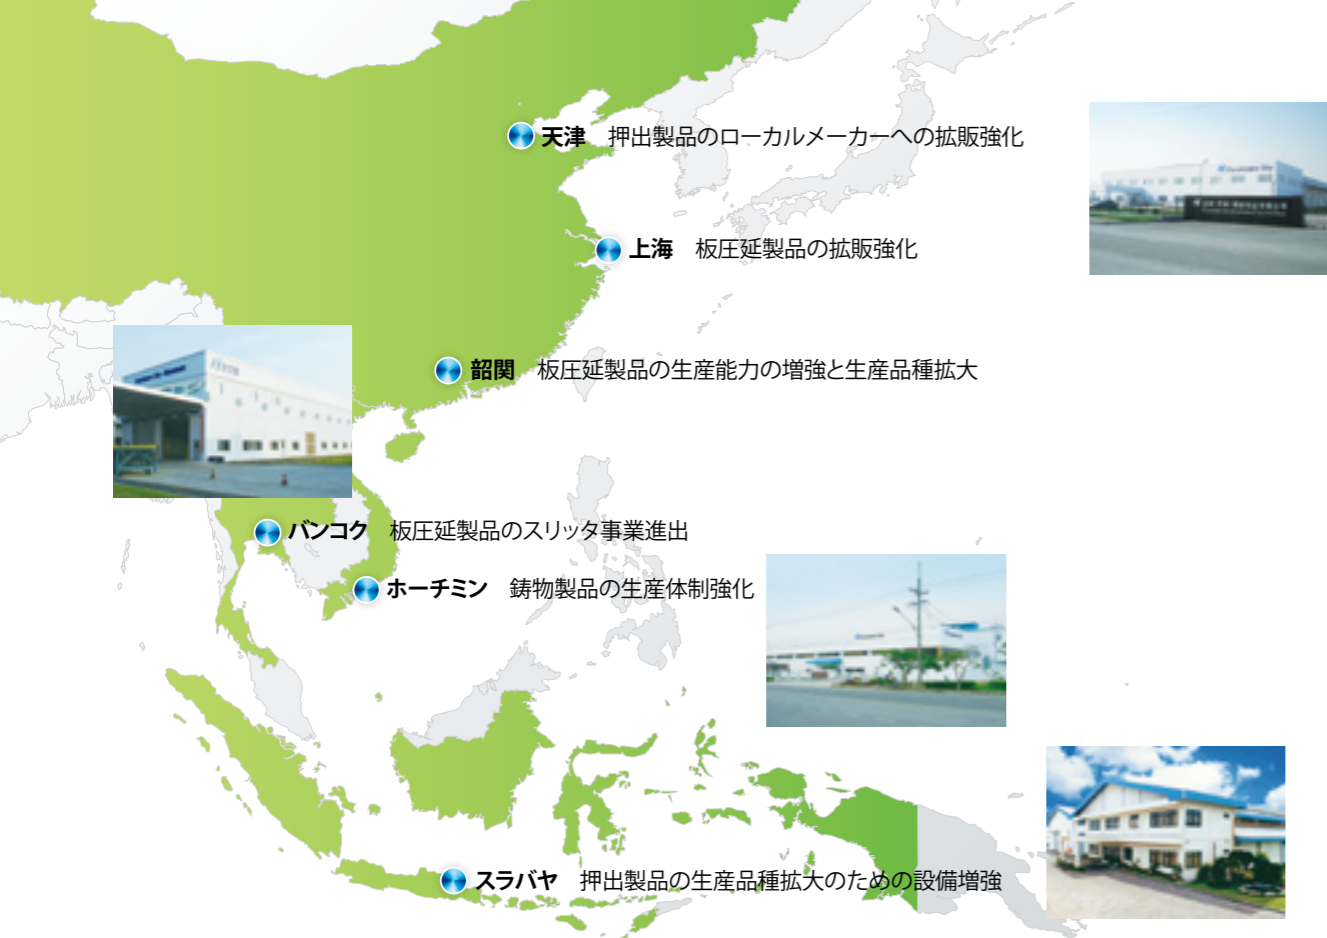 天津 押出製品のローカルメーカーへの拡販強化
上海 板圧延製品の拡販強化
韶関 板圧延製品の生産能力の増強と生産品種拡大
バンコク 板圧延製品のスリッタ事業進出
ホーチミン 鋳物製品の生産体制強化
スラバヤ 押出製品の生産品種拡大のための設備増強